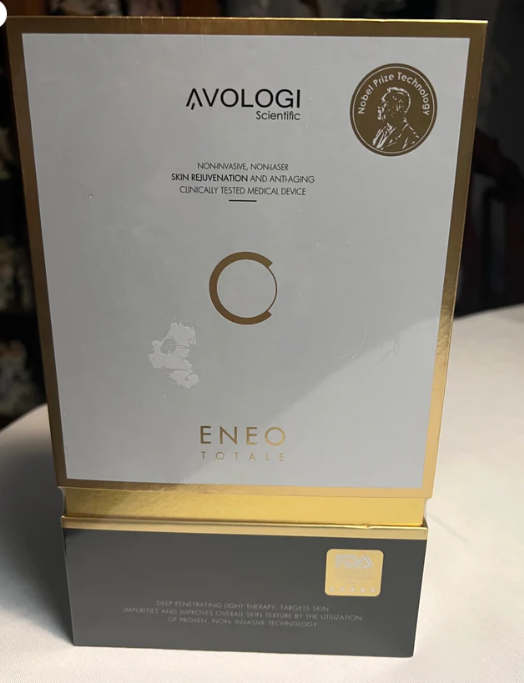 AVOLOGI
Scientific
Nobel Prize Technology
NON-INVASIVE, NON-LASER
SKIN REJUVENATION AND ANTI-AGING
CLINICALLY TESTED MEDICAL DEVICE
ENEO
TOTALE
DEEP PENETRATING LIGHT THERAPY, TARGETS SKIN
IMPURITIES AND IMPROVES OVERALL SKIN TEXTURE BY THE UTILIZATION
OF PROVEN, NON- INVASIVE TECHNOLOGY